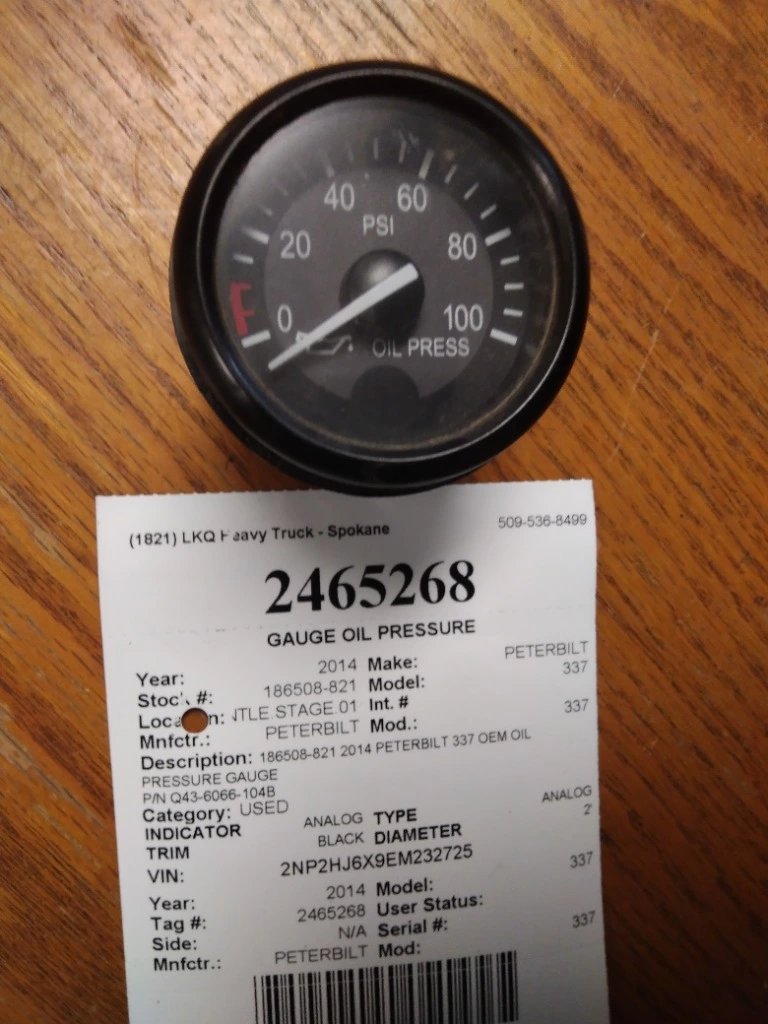 40 60
PSI
20 80
0 100
OIL PRESS
(1821) LKQ Heavy Truck - Spokane 509-536-8499
2465268
GAUGE OIL PRESSURE
Year: 2014 Make: PETERBILT
Stock #: 186508-821 Model: 337
Location: NTLE.STAGE.01 Int. #
Mnfctr.: PETERBILT Mod.: 337
Description: 186508-821 2014 PETERBILT 337 OEM OIL
PRESSURE GAUGE
P/N Q43-6066-104B
Category: USED
INDICATOR ANALOG TYPE ANALOG
TRIM BLACK DIAMETER 2
VIN: 2NP2HJ6X9EM232725
Year: 2014 Model: 337
Tag #: 2465268 User Status:
Side: N/A Serial #:
Mnfctr.: PETERBILT Mod: 337